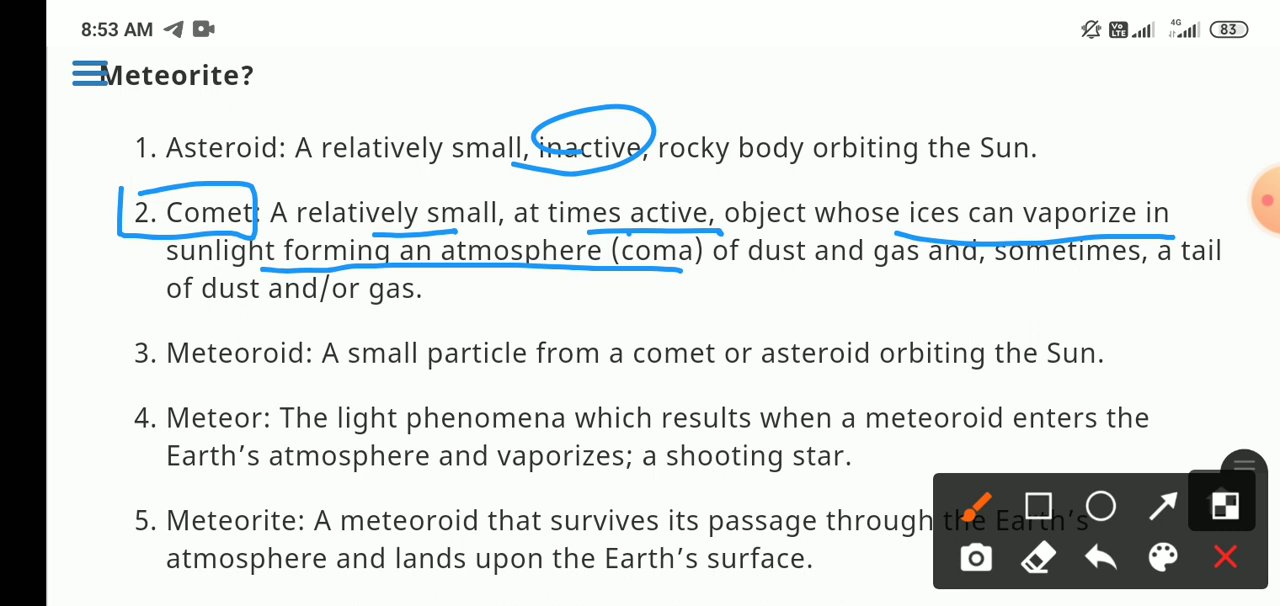 8:53 AM
Vo LTE
4G
83
Meteorite?
1. Asteroid: A relatively small, inactive, rocky body orbiting the Sun.
2. Comet: A relatively small, at times active, object whose ices can vaporize in
sunlight forming an atmosphere (coma) of dust and gas and, sometimes, a tail
of dust and/or gas.
3. Meteoroid: A small particle from a comet or asteroid orbiting the Sun.
4. Meteor: The light phenomena which results when a meteoroid enters the
Earth’s atmosphere and vaporizes; a shooting star.
5. Meteorite: A meteoroid that survives its passage through the Earth’s
atmosphere and lands upon the Earth’s surface.